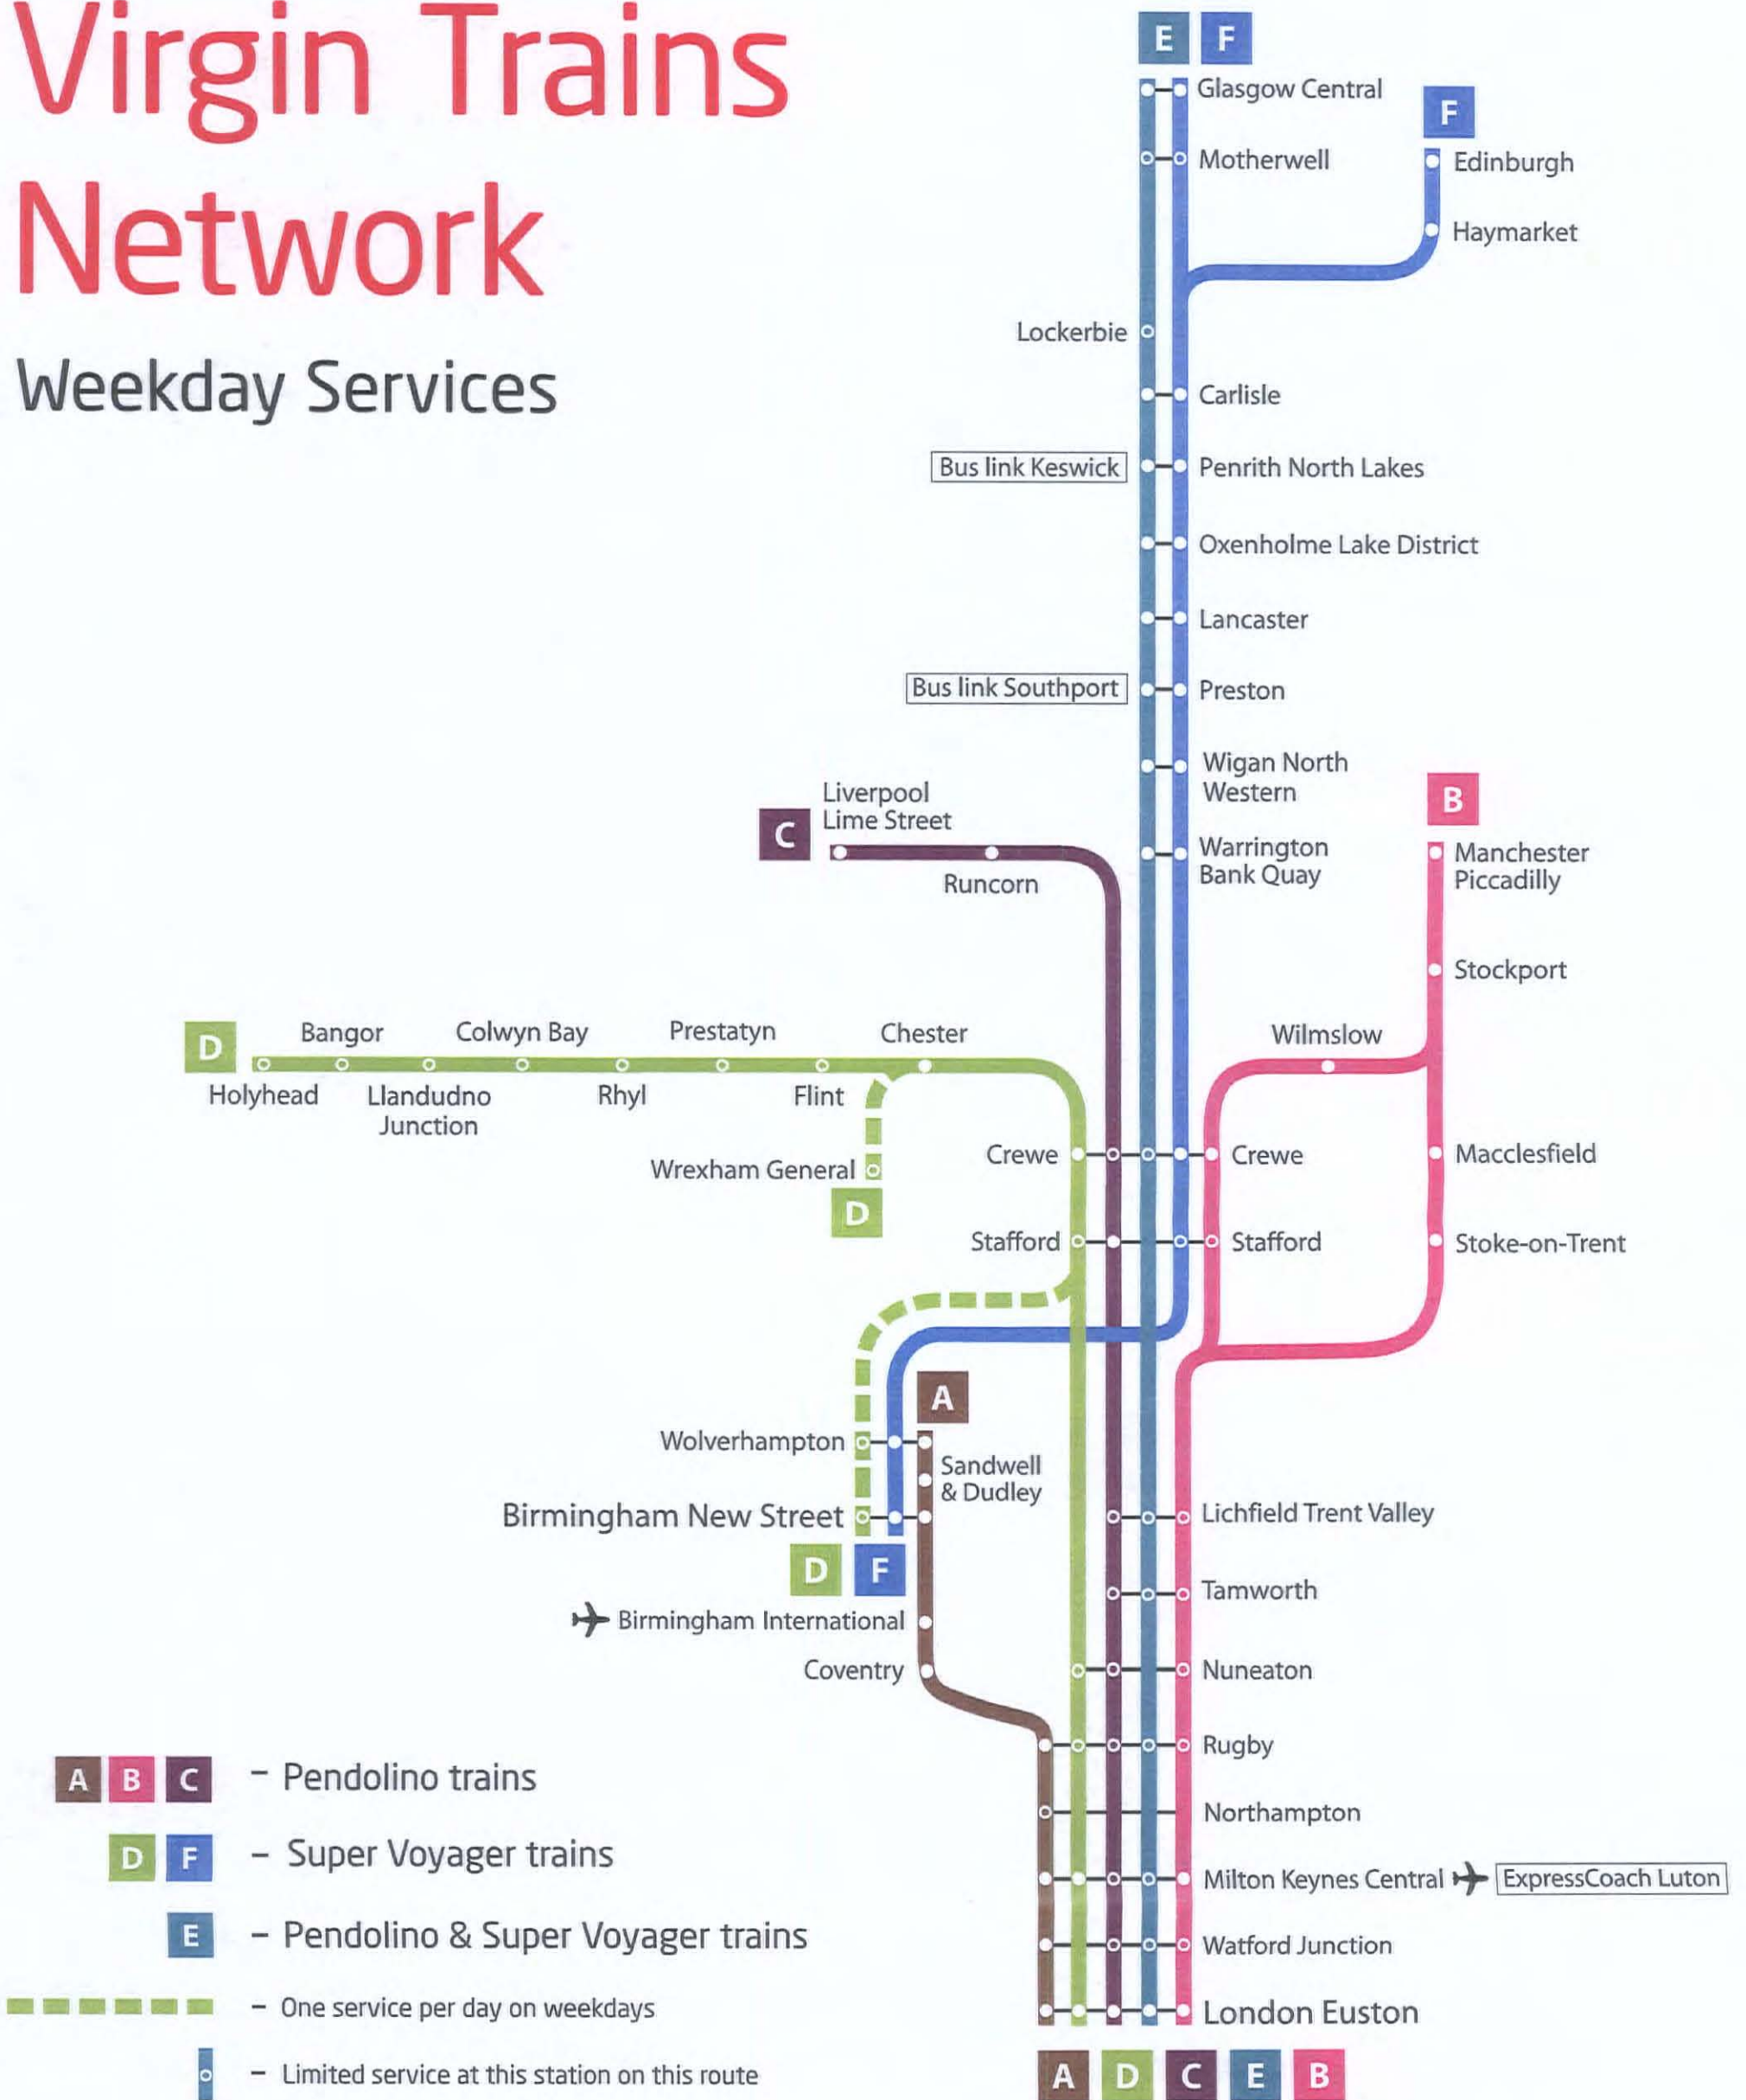 Virgin Trains
Network
Weekday Services
E F
Glasgow Central
F
Motherwell
Edinburgh
Haymarket
Lockerbie
Carlisle
Bus link Keswick
Penrith North Lakes
Oxenholme Lake District
Lancaster
Bus link Southport
Preston
Wigan North
Western
B
C
Liverpool
Lime Street
Runcorn
Warrington
Bank Quay
Manchester
Piccadilly
Stockport
D
Bangor
Colwyn Bay
Prestatyn
Chester
Wilmslow
Holyhead
Llandudno
Junction
Rhyl
Flint
Crewe
Crewe
Macclesfield
Wrexham General
D
Stafford
Stafford
Stoke-on-Trent
A
Wolverhampton
Sandwell
& Dudley
Birmingham New Street
Lichfield Trent Valley
D F
Tamworth
Birmingham International
Coventry
Nuneaton
Rugby
A B C – Pendolino trains
Northampton
D F – Super Voyager trains
Milton Keynes Central
ExpressCoach Luton
E – Pendolino & Super Voyager trains
Watford Junction
– One service per day on weekdays
London Euston
– Limited service at this station on this route
A D C E B